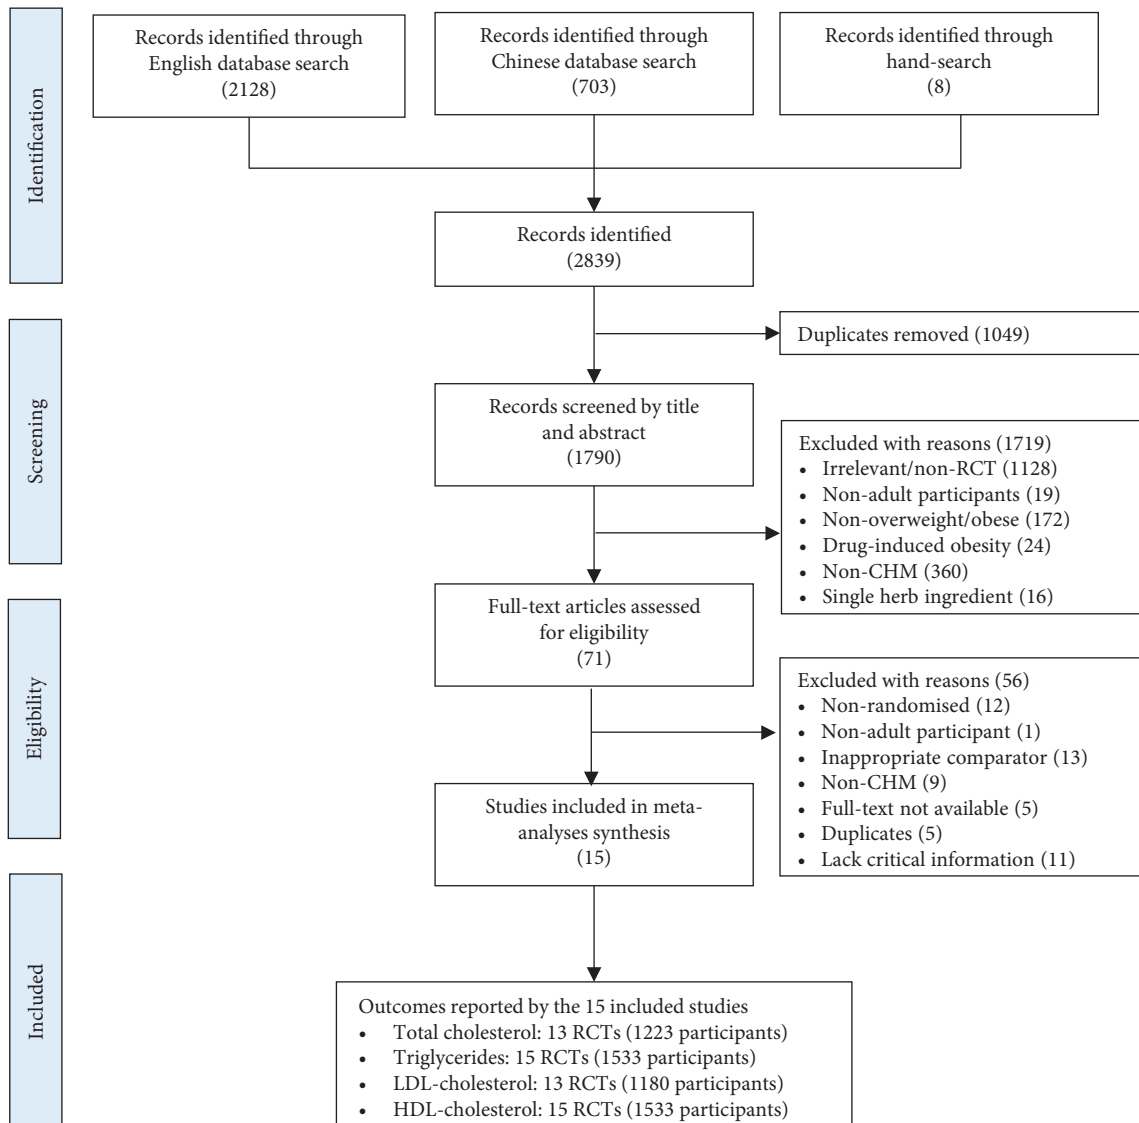 Identification
Records identified through
English database search
(2128)
Records identified through
Chinese database search
(703)
Records identified through
hand-search
(8)
Records identified
(2839)
Duplicates removed (1049)
Screening
Records screened by title
and abstract
(1790)
Excluded with reasons (1719)
• Irrelevant/non-RCT (1128)
• Non-adult participants (19)
• Non-overweight/obese (172)
• Drug-induced obesity (24)
• Non-CHM (360)
• Single herb ingredient (16)
Eligibility
Full-text articles assessed
for eligibility
(71)
Excluded with reasons (56)
• Non-randomised (12)
• Non-adult participant (1)
• Inappropriate comparator (13)
• Non-CHM (9)
• Full-text not available (5)
• Duplicates (5)
• Lack critical information (11)
Studies included in meta-
analyses synthesis
(15)
Included
Outcomes reported by the 15 included studies
• Total cholesterol: 13 RCTs (1223 participants)
• Triglycerides: 15 RCTs (1533 participants)
• LDL-cholesterol: 13 RCTs (1180 participants)
• HDL-cholesterol: 15 RCTs (1533 participants)